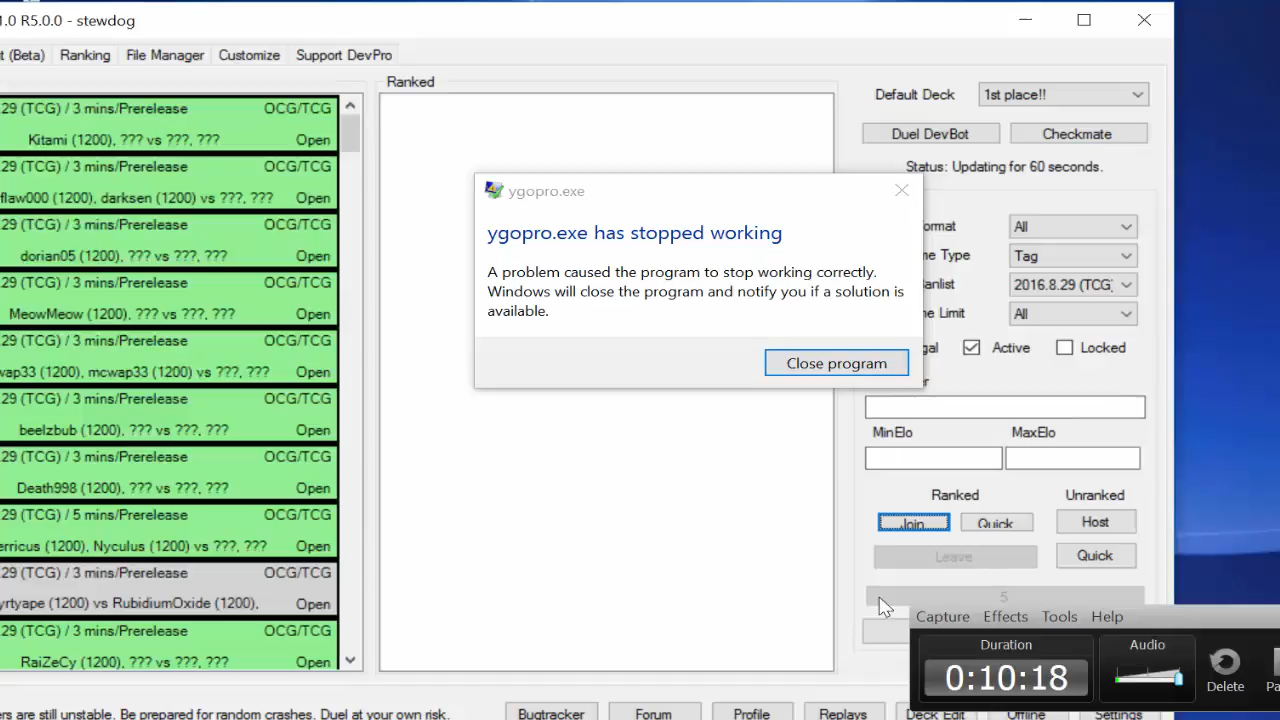 1.0 R5.0.0 - stewdog
t (Beta) Ranking File Manager Customize Support DevPro
.29 (TCG) / 3 mins/Prerelease OCG/TCG
Kitami (1200), ??? vs ???, ??? Open
.29 (TCG) / 3 mins/Prerelease OCG/TCG
flaw000 (1200), darksen (1200) vs ???, ??? Open
.29 (TCG) / 3 mins/Prerelease OCG/TCG
dorian05 (1200), ??? vs ???, ??? Open
.29 (TCG) / 3 mins/Prerelease OCG/TCG
MeowMeow (1200), ??? vs ???, ??? Open
.29 (TCG) / 3 mins/Prerelease OCG/TCG
wap33 (1200), mcwap33 (1200) vs ???, ??? Open
.29 (TCG) / 3 mins/Prerelease OCG/TCG
beelzbub (1200), ??? vs ???, ??? Open
.29 (TCG) / 3 mins/Prerelease OCG/TCG
Death998 (1200), ??? vs ???, ??? Open
.29 (TCG) / 5 mins/Prerelease OCG/TCG
erricus (1200), Nyculus (1200) vs ???, ??? Open
.29 (TCG) / 3 mins/Prerelease OCG/TCG
yrtyape (1200) vs RubidiumOxide (1200), Open
.29 (TCG) / 3 mins/Prerelease OCG/TCG
RaiZeCy (1200), ??? vs ???, ??? Open
Ranked
ygopro.exe
ygopro.exe has stopped working
A problem caused the program to stop working correctly.
Windows will close the program and notify you if a solution is
available.
Close program
Default Deck 1st place!!
Duel DevBot Checkmate
Status: Updating for 60 seconds.
ormat All
me Type Tag
anlist 2016.8.29 (TCG)
me Limit All
gal Active Locked
er
MinElo MaxElo
Ranked Unranked
Join Quick Host
Leave Quick
5
Capture Effects Tools Help
Duration Audio
0:10:18
Delete Pa
ers are still unstable. Be prepared for random crashes. Duel at your own risk. Bugtracker Forum Profile Replays Deck Edit Offline Settings